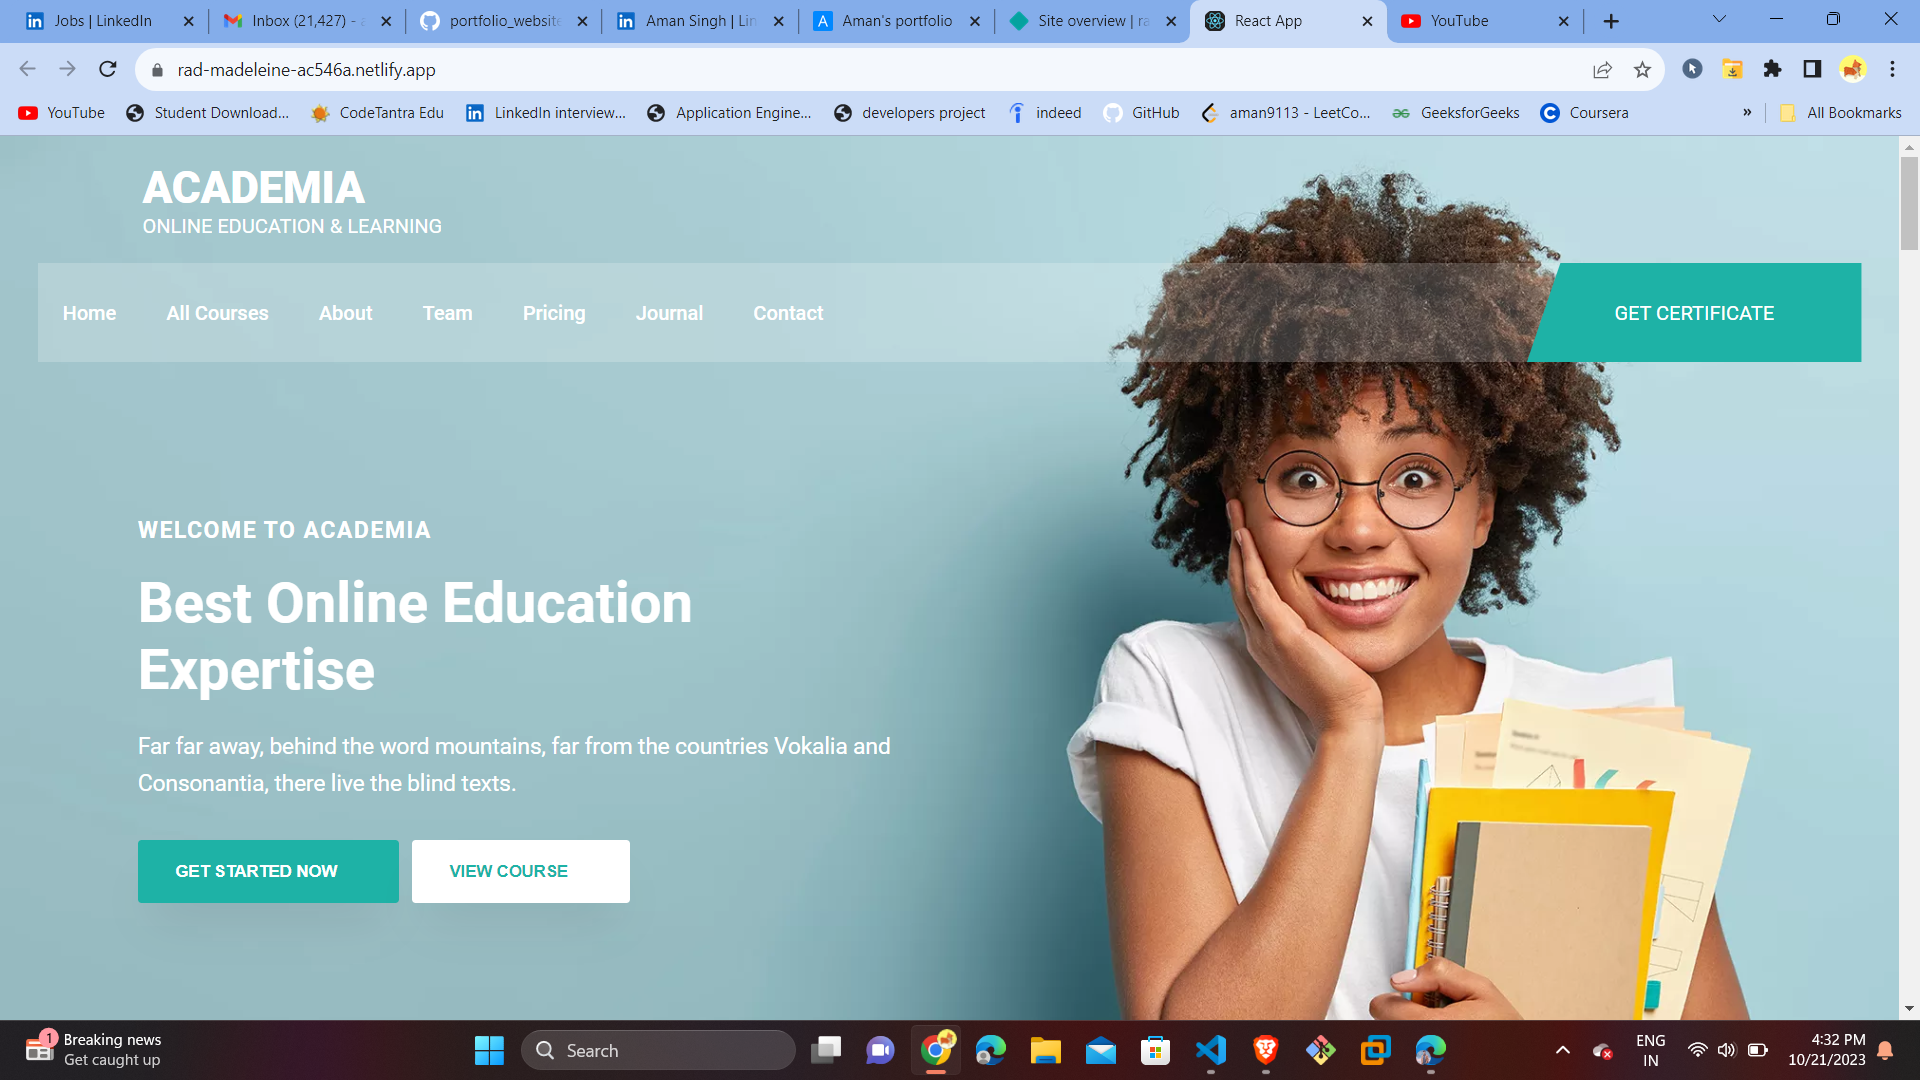 Jobs | LinkedIn
Inbox (21,427) -
portfolio_website
Aman Singh | Lin
Aman's portfolio
Site overview | ra
React App
YouTube
rad-madeleine-ac546a.netlify.app
YouTube
Student Download...
CodeTantra Edu
LinkedIn interview...
Application Engine...
developers project
indeed
GitHub
aman9113 - LeetCo...
GeeksforGeeks
Coursera
»
All Bookmarks
ACADEMIA
ONLINE EDUCATION & LEARNING
Home
All Courses
About
Team
Pricing
Journal
Contact
GET CERTIFICATE
WELCOME TO ACADEMIA
Best Online Education
Expertise
Far far away, behind the word mountains, far from the countries Vokalia and
Consonantia, there live the blind texts.
GET STARTED NOW
VIEW COURSE
1
Breaking news
Get caught up
Search
ENG
IN
4:32 PM
10/21/2023